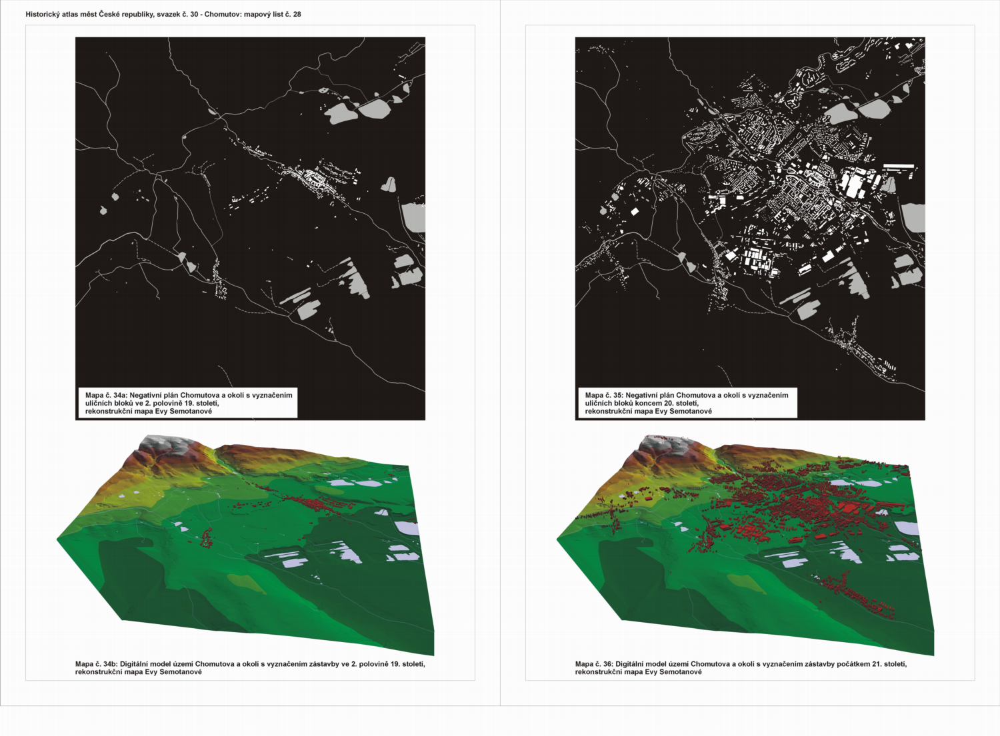 Historický atlas měst České republiky, svazek č. 30 - Chomutov: mapový list č. 28
Mapa č. 34a: Negativní plán Chomutova a okolí s vyznačením
uličních bloků ve 2. polovině 19. století,
rekonstrukční mapa Evy Semotanové
Mapa č. 35: Negativní plán Chomutova a okolí s vyznačením
uličních bloků koncem 20. století,
rekonstrukční mapa Evy Semotanové
Mapa č. 34b: Digitální model území Chomutova a okolí s vyznačením zástavby ve 2. polovině 19. století,
rekonstrukční mapa Evy Semotanové
Mapa č. 36: Digitální model území Chomutova a okolí s vyznačením zástavby počátkem 21. století,
rekonstrukční mapa Evy Semotanové